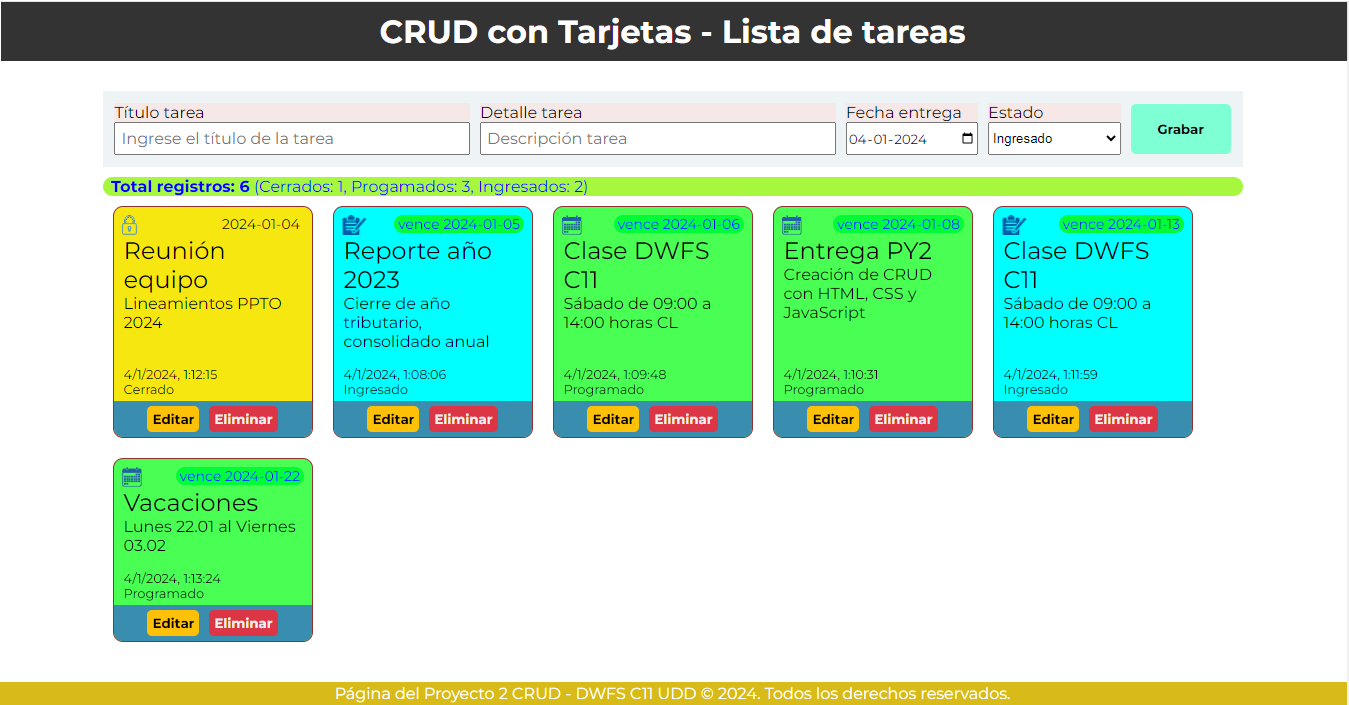 CRUD con Tarjetas - Lista de tareas
Título tarea
Detalle tarea
Fecha entrega
Estado
Ingrese el título de la tarea
Descripción tarea
04-01-2024
Ingresado
Grabar
Total registros: 6 (Cerrados: 1, Progamados: 3, Ingresados: 2)
2024-01-04
Reunión
equipo
Lineamientos PPTO
2024
4/1/2024, 1:12:15
Cerrado
Editar
Eliminar
vence 2024-01-05
Reporte año
2023
Cierre de año
tributario,
consolidado anual
4/1/2024, 1:08:06
Ingresado
Editar
Eliminar
vence 2024-01-06
Clase DWFS
C11
Sábado de 09:00 a
14:00 horas CL
4/1/2024, 1:09:48
Programado
Editar
Eliminar
vence 2024-01-08
Entrega PY2
Creación de CRUD
con HTML, CSS y
JavaScript
4/1/2024, 1:10:31
Programado
Editar
Eliminar
vence 2024-01-13
Clase DWFS
C11
Sábado de 09:00 a
14:00 horas CL
4/1/2024, 1:11:59
Ingresado
Editar
Eliminar
vence 2024-01-22
Vacaciones
Lunes 22.01 al Viernes
03.02
4/1/2024, 1:13:24
Programado
Editar
Eliminar
Página del Proyecto 2 CRUD - DWFS C11 UDD © 2024. Todos los derechos reservados.